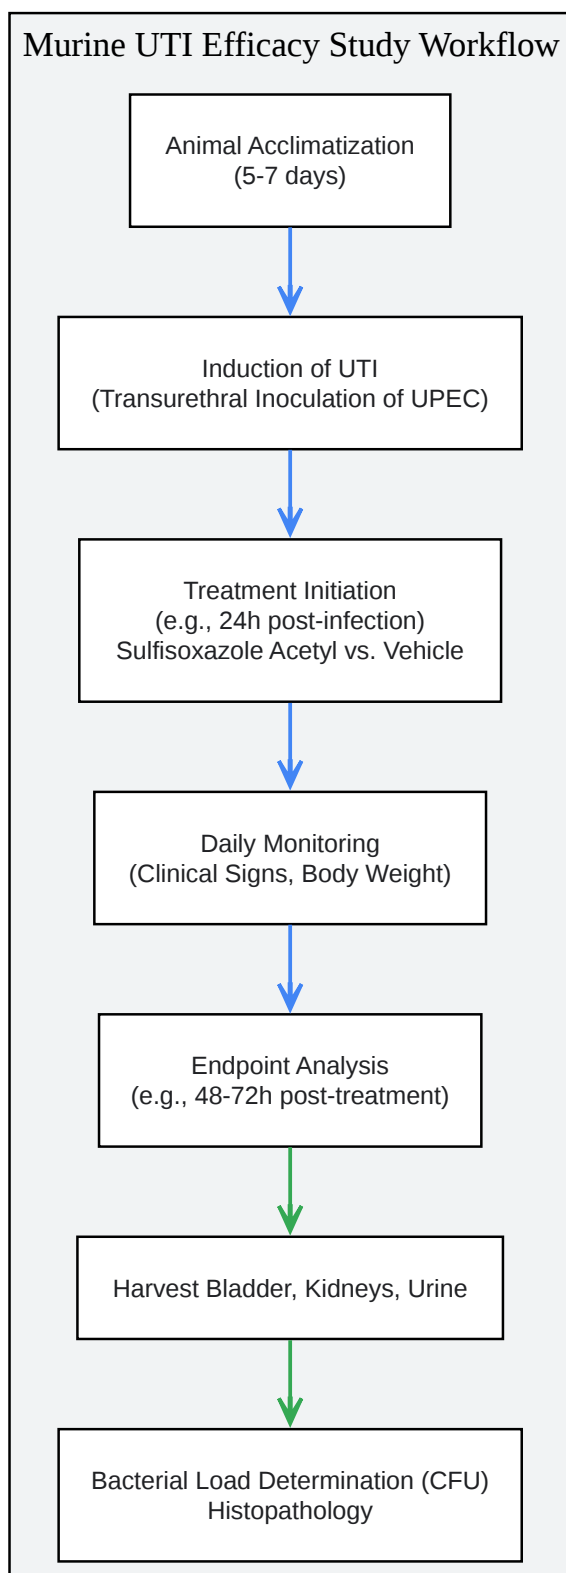 Murine UTI Efficacy Study Workflow
Animal Acclimatization
(5-7 days)
Induction of UTI
(Transurethral Inoculation of UPEC)
Treatment Initiation
(e.g., 24h post-infection)
Sulfisoxazole Acetyl vs. Vehicle
Daily Monitoring
(Clinical Signs, Body Weight)
Endpoint Analysis
(e.g., 48-72h post-treatment)
Harvest Bladder, Kidneys, Urine
Bacterial Load Determination (CFU)
Histopathology